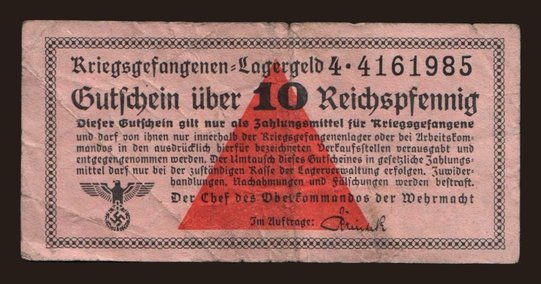 Kriegsgefangenen-Lagergeld 4·4161985
Gutschein über 10 Reichspfennig
Dieser Gutschein gilt nur als Zahlungsmittel für Kriegsgefangene
und darf von ihnen nur innerhalb der Kriegsgefangenenlager oder bei Arbeitskom-
mandos in den ausdrücklich hierfür bezeichneten Verkaufsstellen verausgabt und
entgegengenommen werden. Der Umtausch dieses Gutscheines in gesetzliche Zahlungs-
mittel darf nur bei der zuständigen Kasse der Lagerverwaltung erfolgen. Zuwider-
handlungen, Nachahmungen und Fälschungen werden bestraft.
Der Chef des Oberkommandos der Wehrmacht
Im Auftrage: